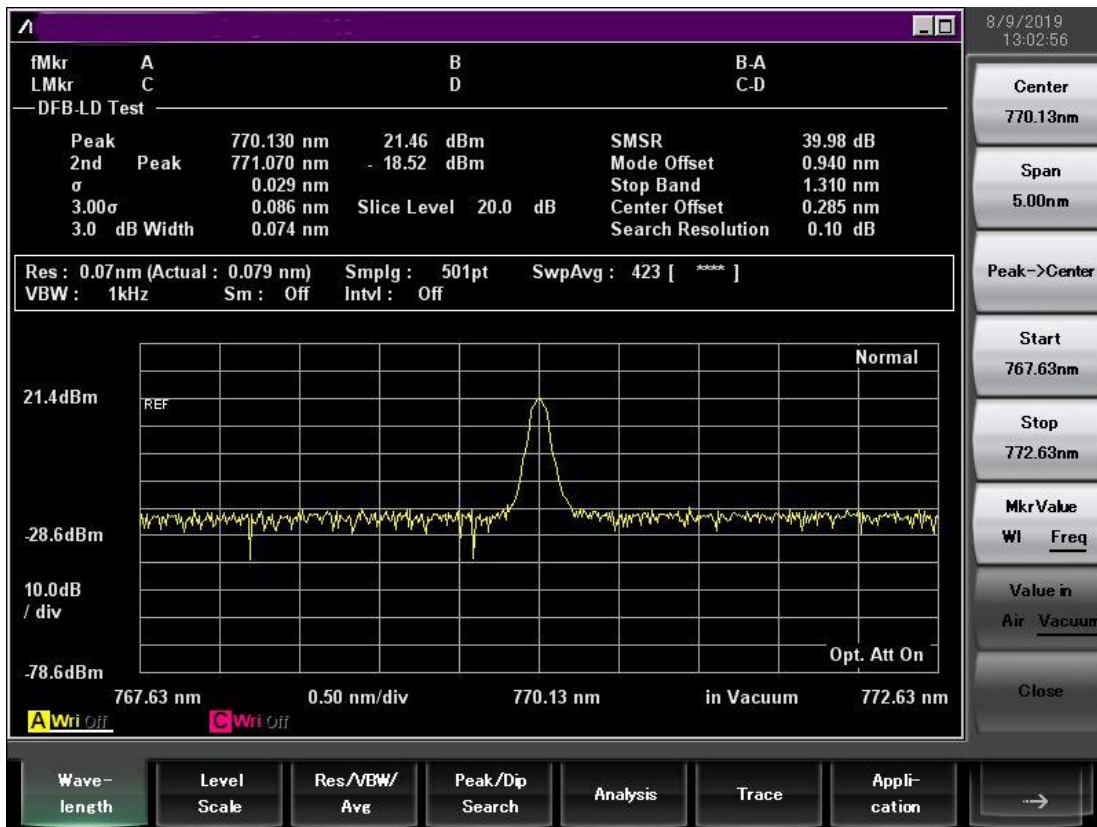 8/9/2019
13:02:56
fMkr A B B-A
LMkr C D C-D
DFB-LD Test
Peak 770.130 nm 21.46 dBm SMSR 39.98 dB
2nd Peak 771.070 nm - 18.52 dBm Mode Offset 0.940 nm
σ 0.029 nm Stop Band 1.310 nm
3.00σ 0.086 nm Slice Level 20.0 dB Center Offset 0.285 nm
3.0 dB Width 0.074 nm Search Resolution 0.10 dB
Res : 0.07nm (Actual : 0.079 nm) Smplg : 501pt SwpAvg : 423 [ **** ]
VBW : 1kHz Sm : Off Intvl : Off
Normal
21.4dBm
REF
-28.6dBm
10.0dB
/ div
Opt. Att On
-78.6dBm
767.63 nm 0.50 nm/div 770.13 nm in Vacuum 772.63 nm
A Wri Off C Wri Off
Center
770.13nm
Span
5.00nm
Peak->Center
Start
767.63nm
Stop
772.63nm
MkrValue
Wl Freq
Value in
Air Vacuum
Close
Wave-
length
Level
Scale
Res/VBW/
Avg
Peak/Dip
Search
Analysis
Trace
Appli-
cation